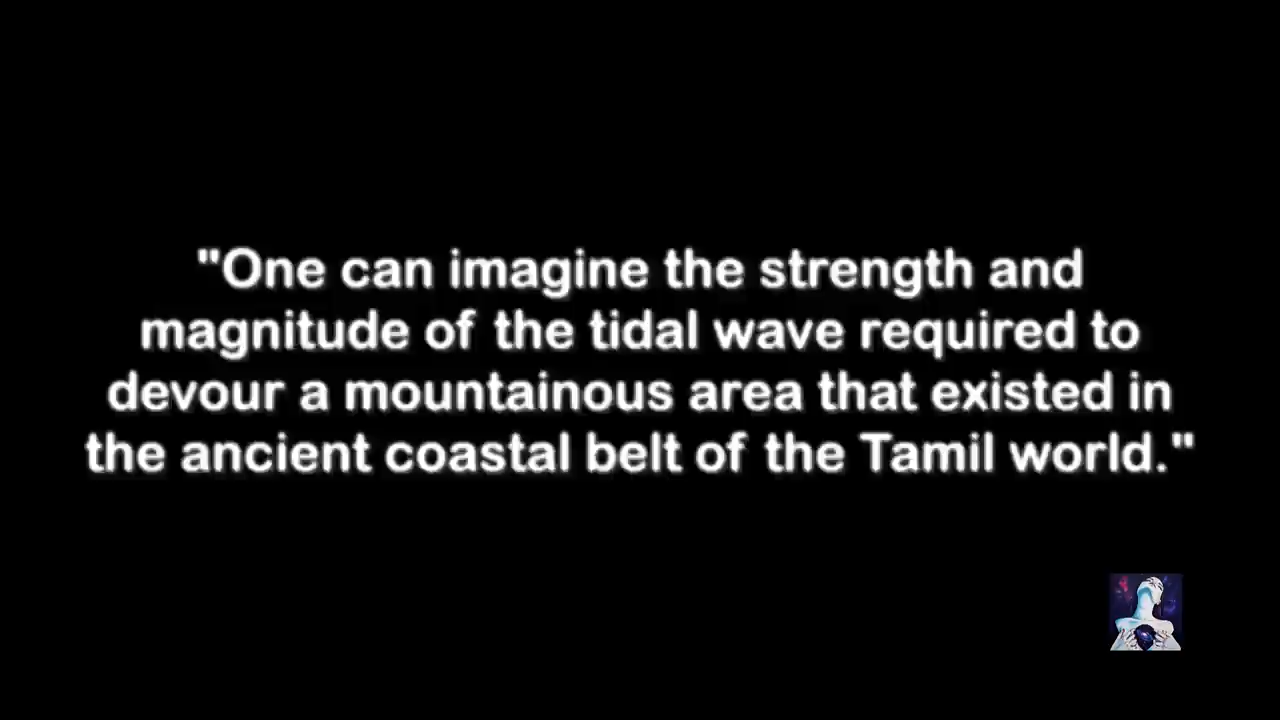 "One can imagine the strength and
magnitude of the tidal wave required to
devour a mountainous area that existed in
the ancient coastal belt of the Tamil world."